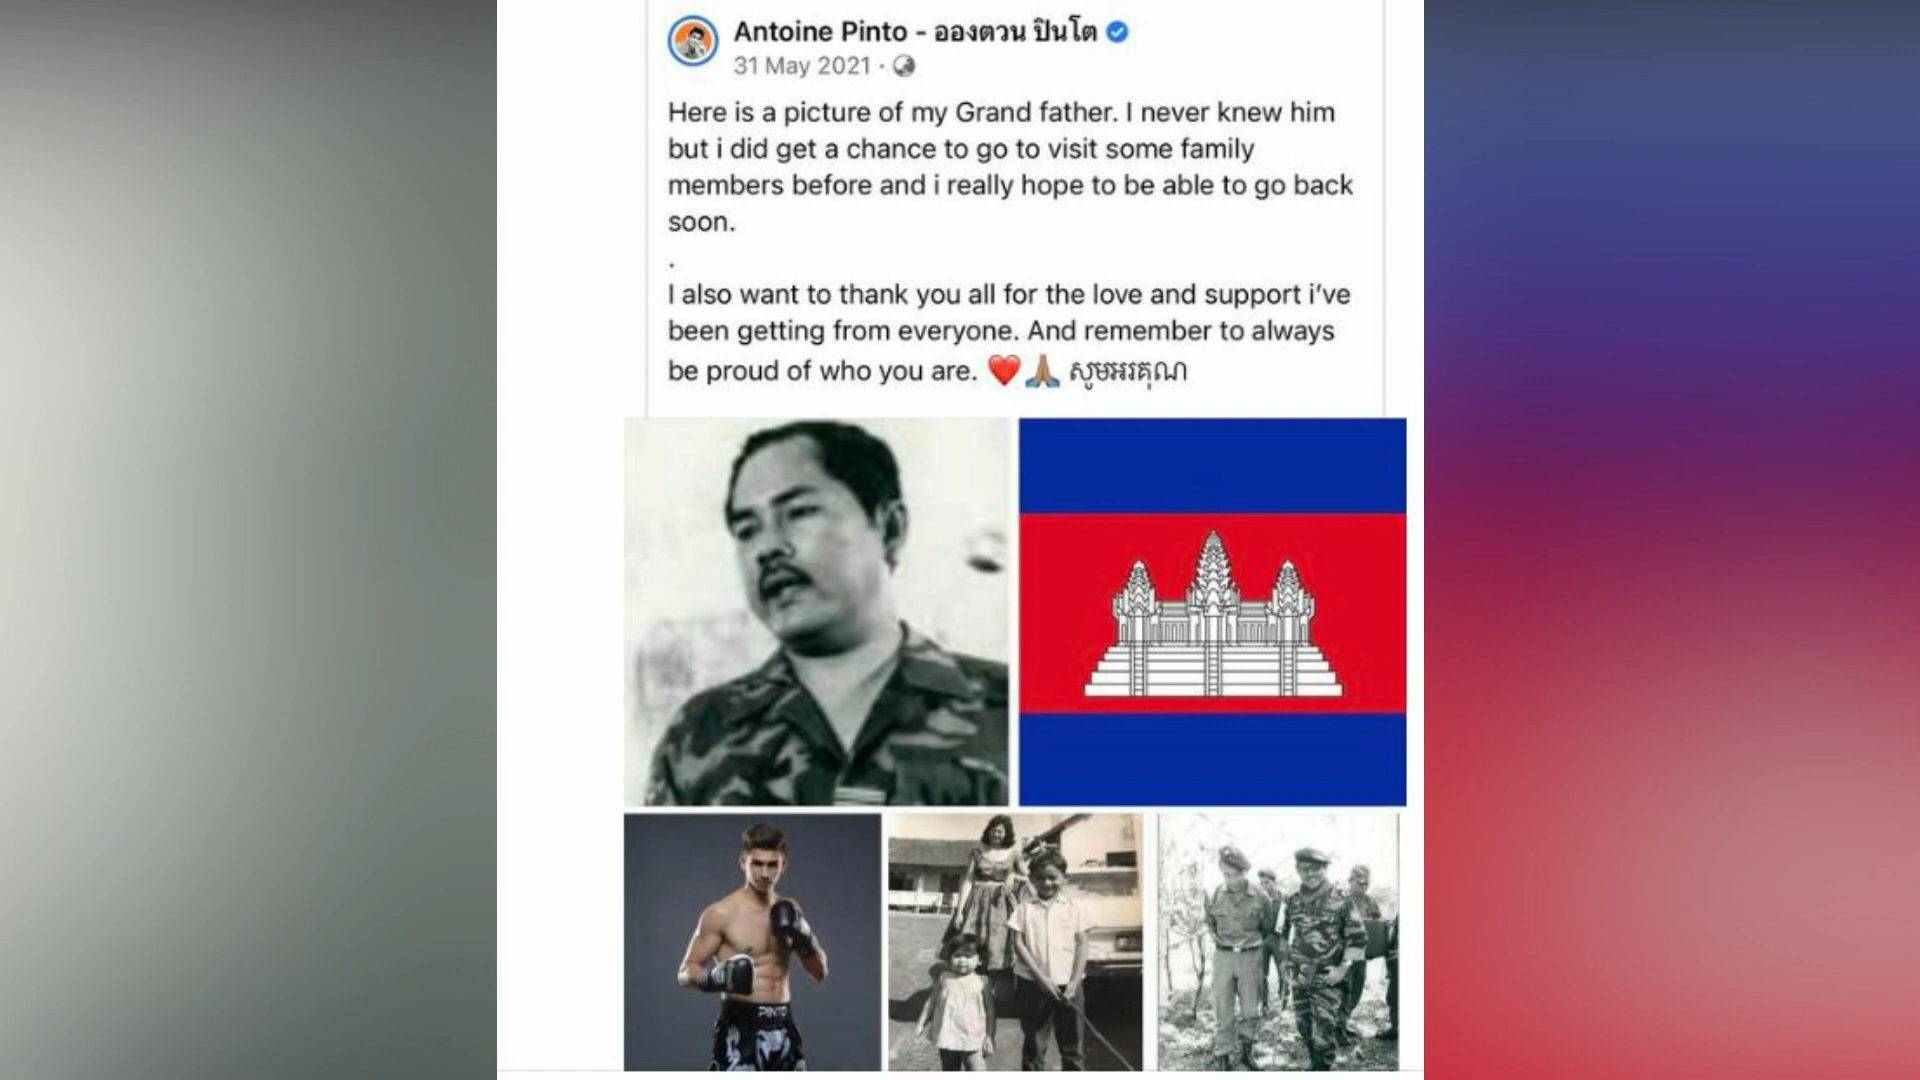 Antoine Pinto - อองตวน ปินโต
31 May 2021 ·
Here is a picture of my Grand father. I never knew him
but i did get a chance to go to visit some family
members before and i really hope to be able to go back
soon.
.
I also want to thank you all for the love and support i've
been getting from everyone. And remember to always
be proud of who you are. ❤️🙏🏽 សូមអរគុណ
PINTO